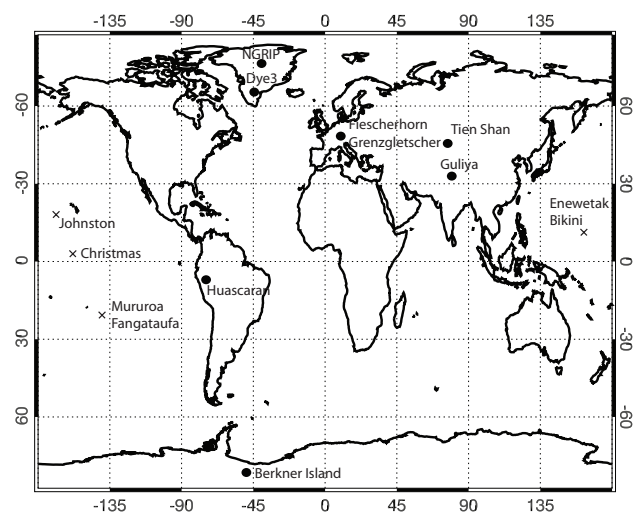 -135 -90 -45 0 45 90 135
NGRIP
Dye3
-60 60
Fiescherhorn
Grenzgletscher
Tien Shan
Guliya
30 30
Enewetak
Bikini
Johnston
Christmas
0 0
Huascaran
Mururoa
Fangataufa
30 30
60 60
Berkner Island
-135 -90 -45 0 45 90 135